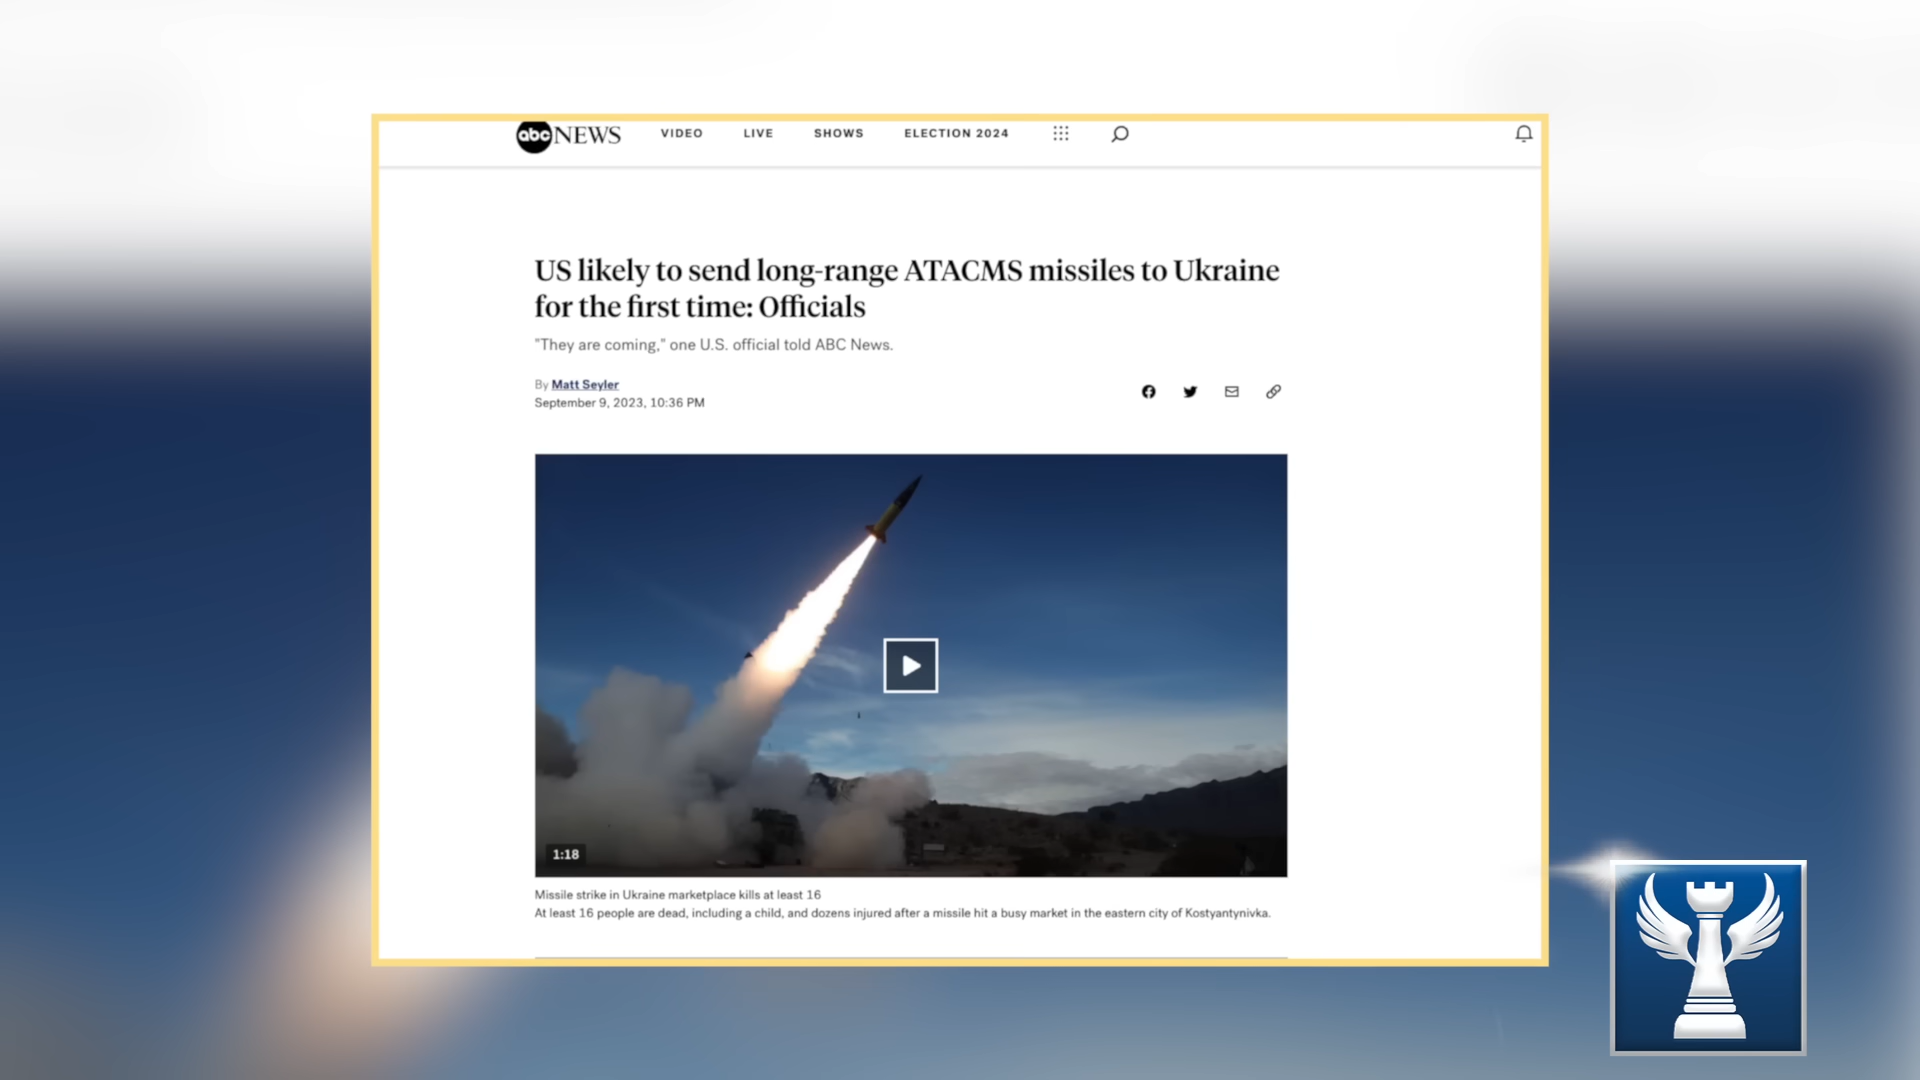 abc NEWS VIDEO LIVE SHOWS ELECTION 2024
US likely to send long-range ATACMS missiles to Ukraine
for the first time: Officials
"They are coming," one U.S. official told ABC News.
By Matt Seyler
September 9, 2023, 10:36 PM
1:18
Missile strike in Ukraine marketplace kills at least 16
At least 16 people are dead, including a child, and dozens injured after a missile hit a busy market in the eastern city of Kostyantynivka.